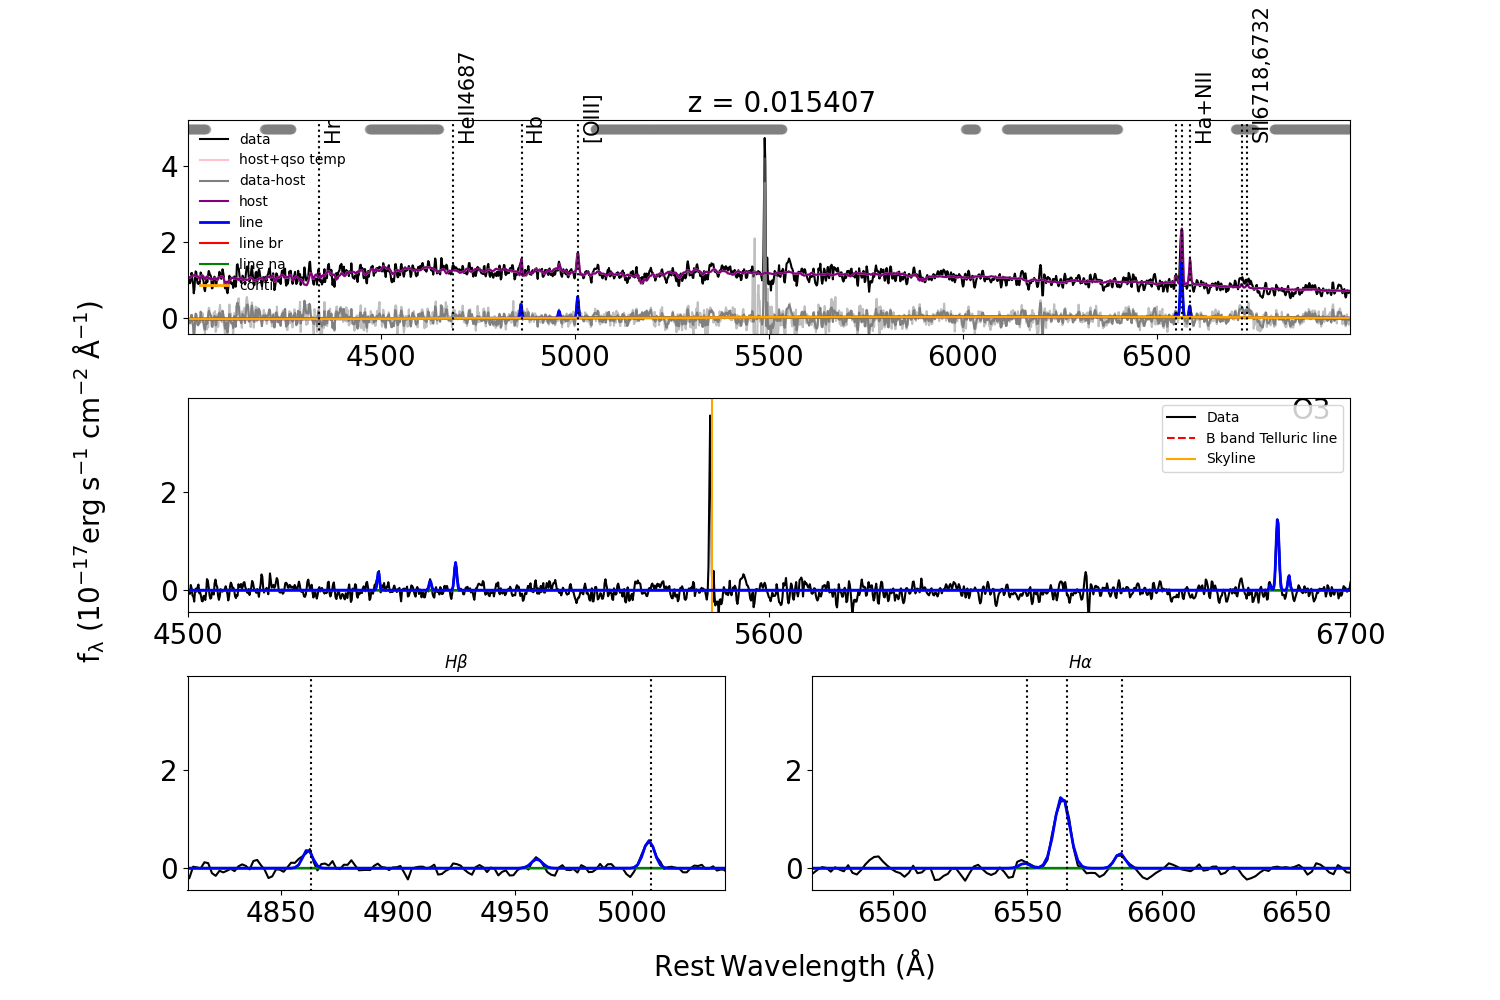 Hr
HeII4687
Hb
[OIII]
Ha+NII
SII6718,6732
z = 0.015407
data
host+qso temp
data-host
host
line
line br
line na
conti
4
2
0
4500
5000
5500
6000
6500
O3
Data
B band Telluric line
Skyline
2
0
4500
5600
6700
fλ (10⁻¹⁷erg s⁻¹ cm⁻² Å⁻¹)
Hβ
2
0
4850
4900
4950
5000
Hα
2
0
6500
6550
6600
6650
Rest Wavelength (Å)